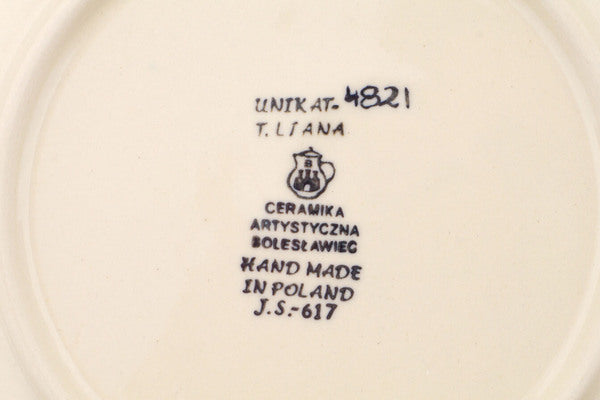 UNIKAT-4821
T. LIANA
B
CERAMIKA
ARTYSTYCZNA
BOLESŁAWIEC
HAND MADE
IN POLAND
J.S.-617